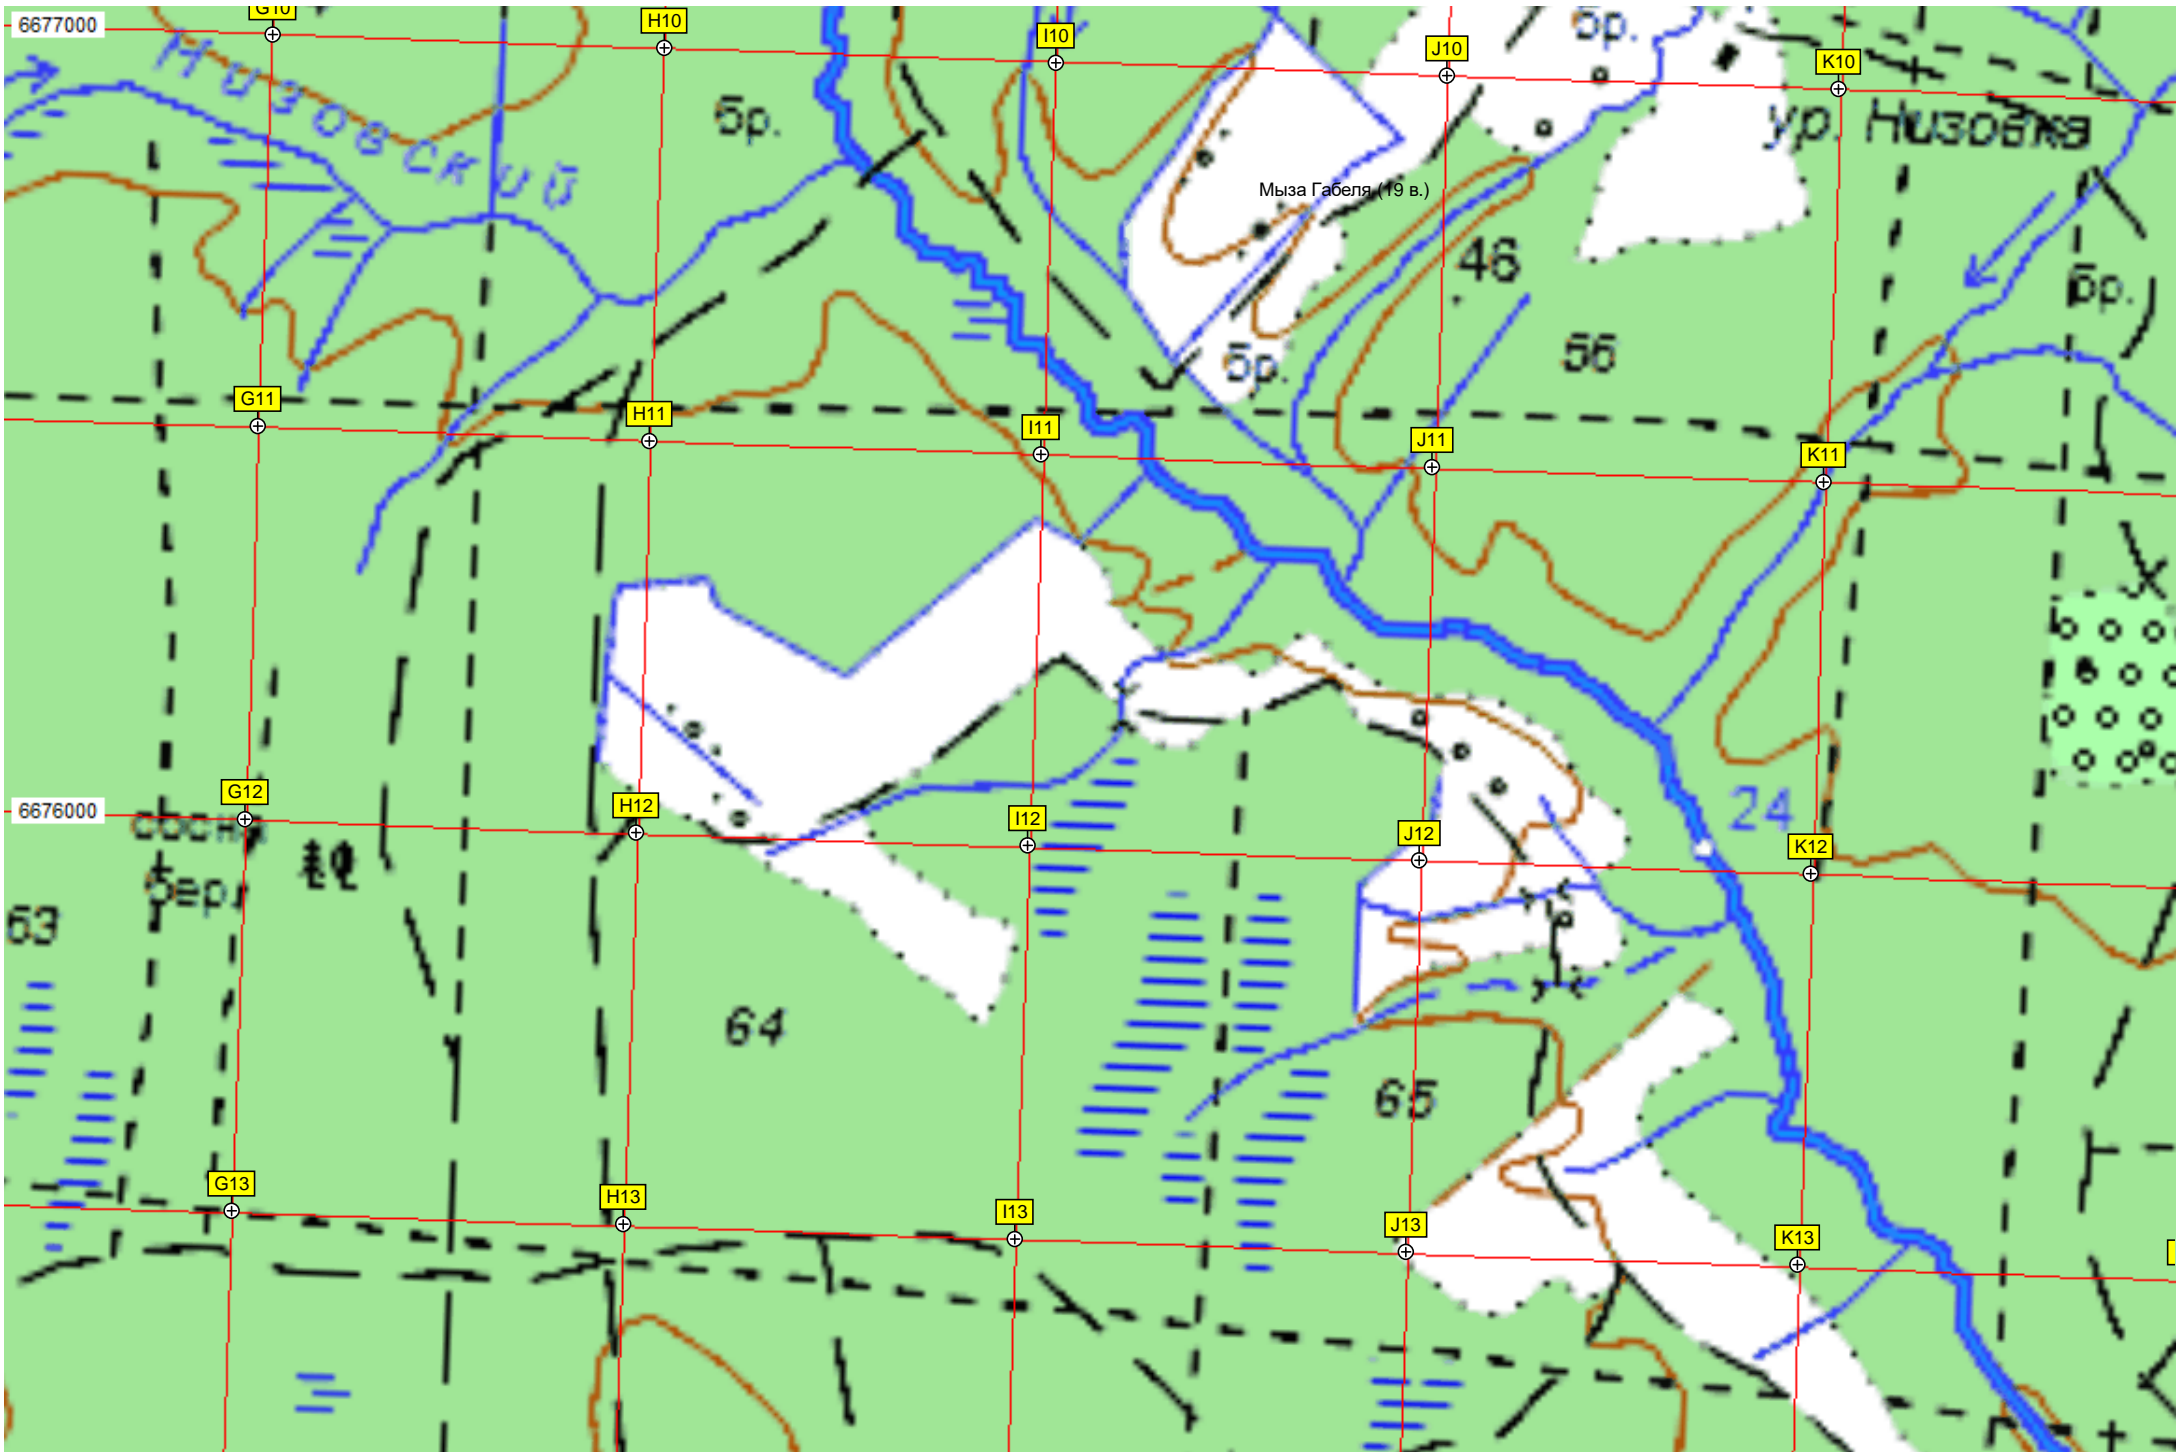 G10
6677000
H10
I10
бр.
J10
K10
Низовский
бр.
ур. Низовка
Мыза Габеля (19 в.)
46
бр.
56
бр.
G11
H11
I11
J11
K11
24
G12
6676000
H12
I12
J12
K12
сосна
бер.
63
64
65
G13
H13
I13
J13
K13